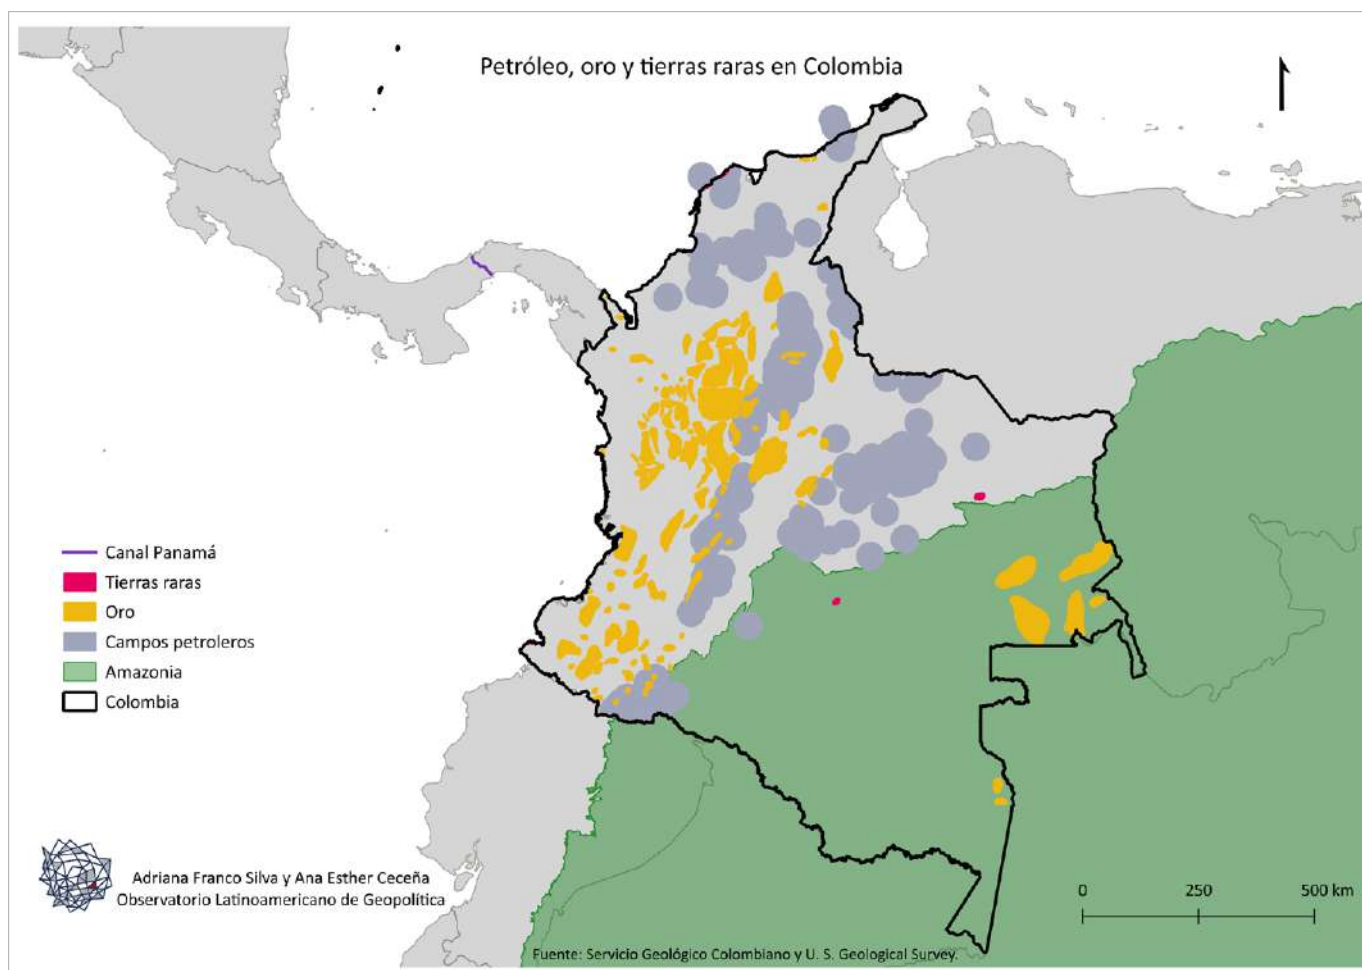 Petróleo, oro y tierras raras en Colombia
Canal Panamá
Tierras raras
Oro
Campos petroleros
Amazonia
Colombia
Adriana Franco Silva y Ana Esther Ceceña
Observatorio Latinoamericano de Geopolítica
0 250 500 km
Fuente: Servicio Geológico Colombiano y U. S. Geological Survey.